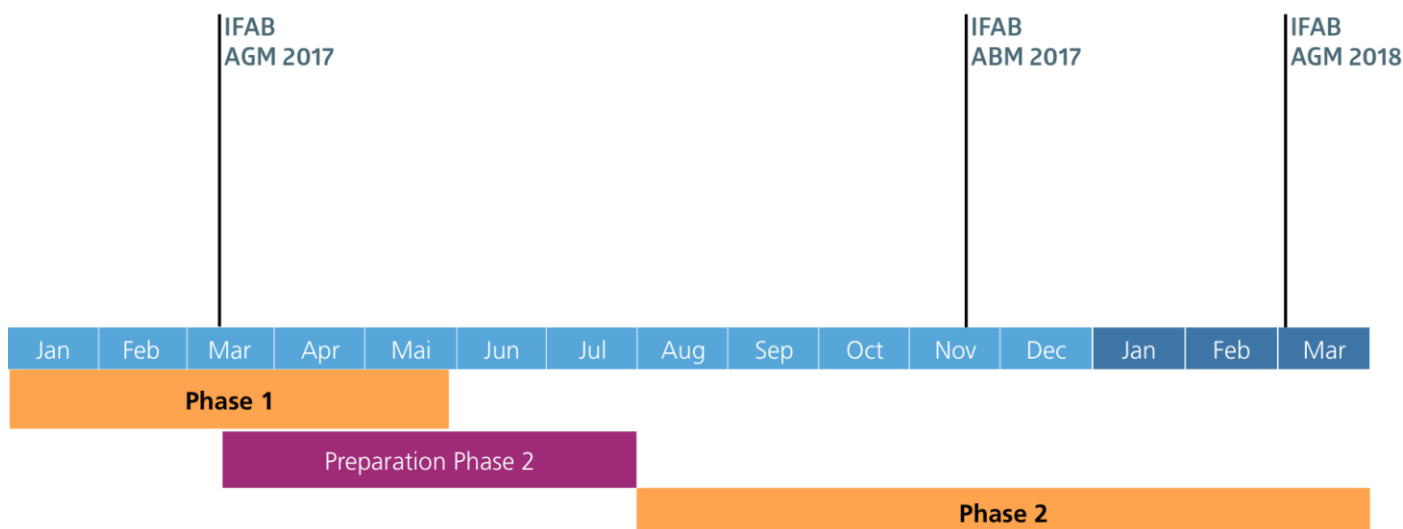 IFAB
AGM 2017
IFAB
ABM 2017
IFAB
AGM 2018
Jan Feb Mar Apr Mai Jun Jul Aug Sep Oct Nov Dec Jan Feb Mar
Phase 1
Preparation Phase 2
Phase 2